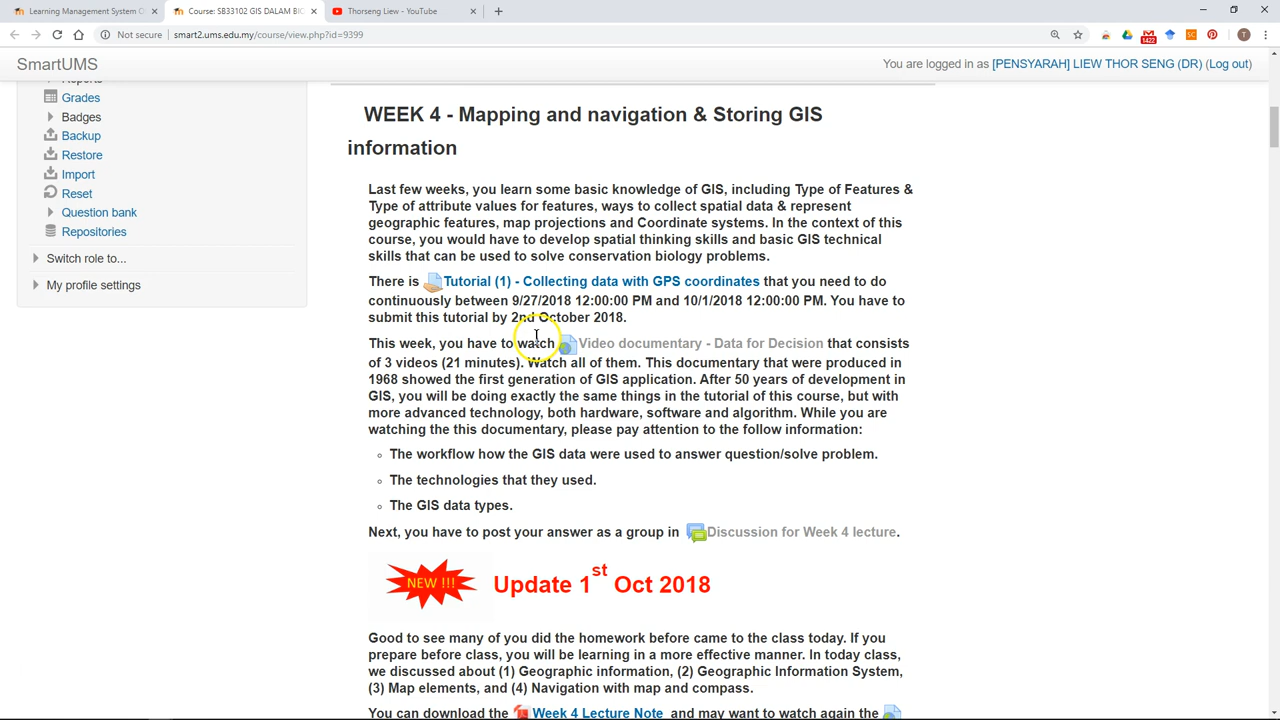 Learning Management System O
Course: SB33102 GIS DALAM BIO
Thorseng Liew - YouTube
Not secure
smart2.ums.edu.my/course/view.php?id=9399
1422
SC
T
SmartUMS
You are logged in as [PENSYARAH] LIEW THOR SENG (DR) (Log out)
Reports
Grades
Badges
Backup
Restore
Import
Reset
Question bank
Repositories
Switch role to...
My profile settings
WEEK 4 - Mapping and navigation & Storing GIS
information
Last few weeks, you learn some basic knowledge of GIS, including Type of Features &
Type of attribute values for features, ways to collect spatial data & represent
geographic features, map projections and Coordinate systems. In the context of this
course, you would have to develop spatial thinking skills and basic GIS technical
skills that can be used to solve conservation biology problems.
There is Tutorial (1) - Collecting data with GPS coordinates that you need to do
continuously between 9/27/2018 12:00:00 PM and 10/1/2018 12:00:00 PM. You have to
submit this tutorial by 2nd October 2018.
This week, you have to watch Video documentary - Data for Decision that consists
of 3 videos (21 minutes). Watch all of them. This documentary that were produced in
1968 showed the first generation of GIS application. After 50 years of development in
GIS, you will be doing exactly the same things in the tutorial of this course, but with
more advanced technology, both hardware, software and algorithm. While you are
watching the this documentary, please pay attention to the follow information:
The workflow how the GIS data were used to answer question/solve problem.
The technologies that they used.
The GIS data types.
Next, you have to post your answer as a group in Discussion for Week 4 lecture.
NEW !!! Update 1st Oct 2018
Good to see many of you did the homework before came to the class today. If you
prepare before class, you will be learning in a more effective manner. In today class,
we discussed about (1) Geographic information, (2) Geographic Information System,
(3) Map elements, and (4) Navigation with map and compass.
You can download the Week 4 Lecture Note and may want to watch again the